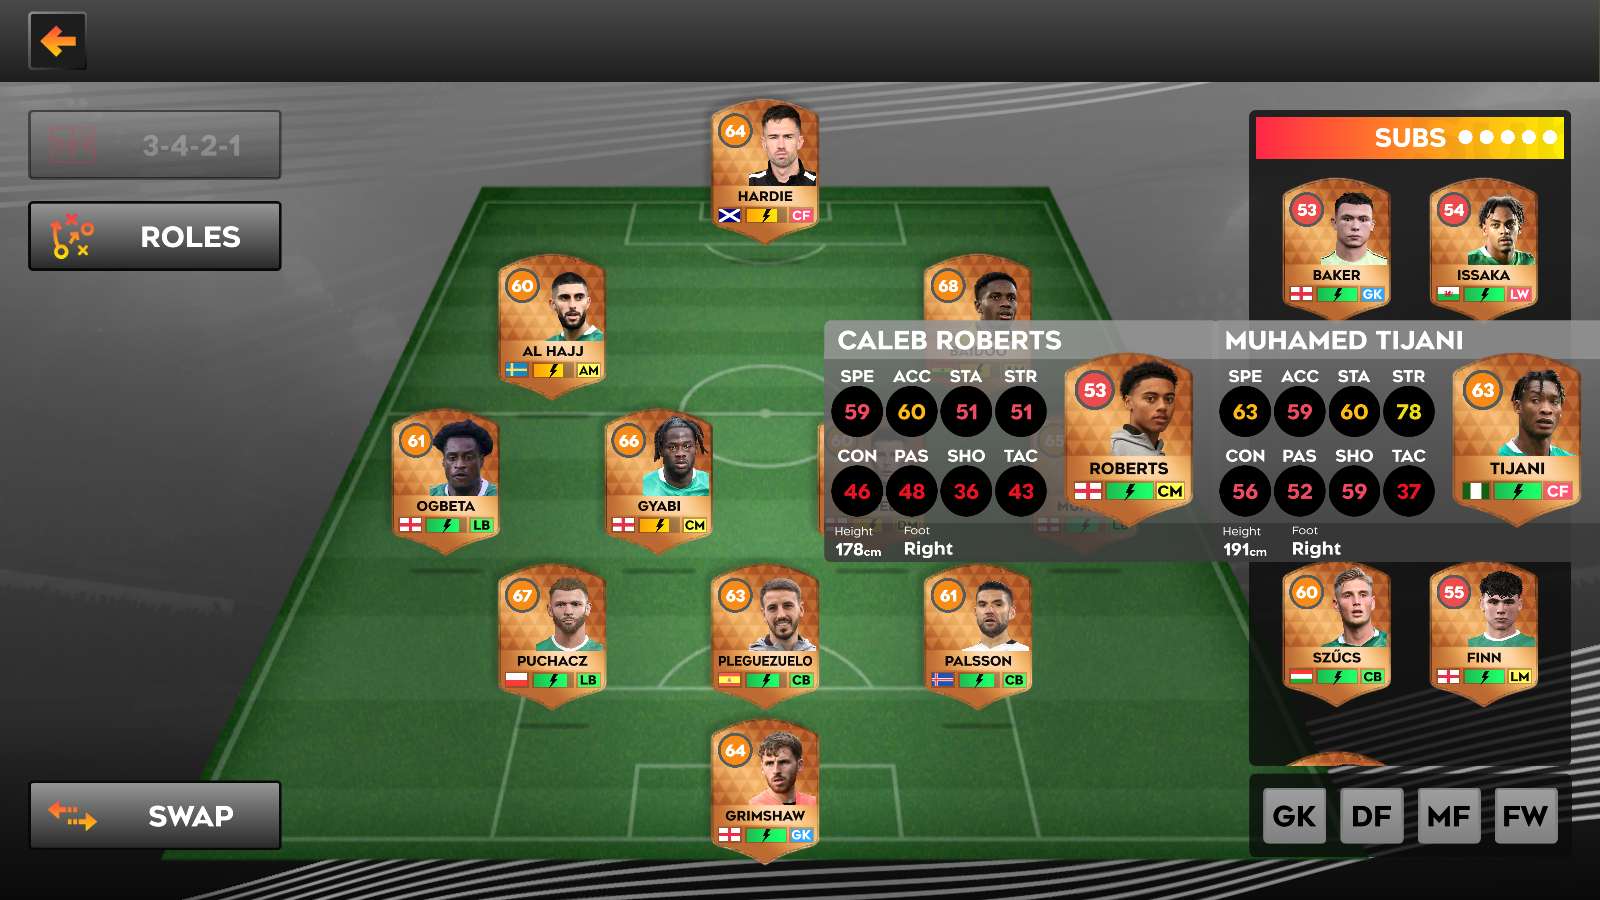 3-4-2-1
ROLES
64
HARDIE
CF
60
AL HAJJ
AM
68
BAIDOO
61
OGBETA
LB
66
GYABI
CM
60
65
67
PUCHACZ
LB
63
PLEGUEZUELO
CB
61
PALSSON
CB
64
GRIMSHAW
GK
SWAP
SUBS
53
BAKER
GK
54
ISSAKA
LW
CALEB ROBERTS
SPE ACC STA STR
59 60 51 51
CON PAS SHO TAC
46 48 36 43
Height Foot
178cm Right
53
ROBERTS
CM
MUHAMED TIJANI
SPE ACC STA STR
63 59 60 78
CON PAS SHO TAC
56 52 59 37
Height Foot
191cm Right
63
TIJANI
CF
60
SZŰCS
CB
55
FINN
LM
GK DF MF FW